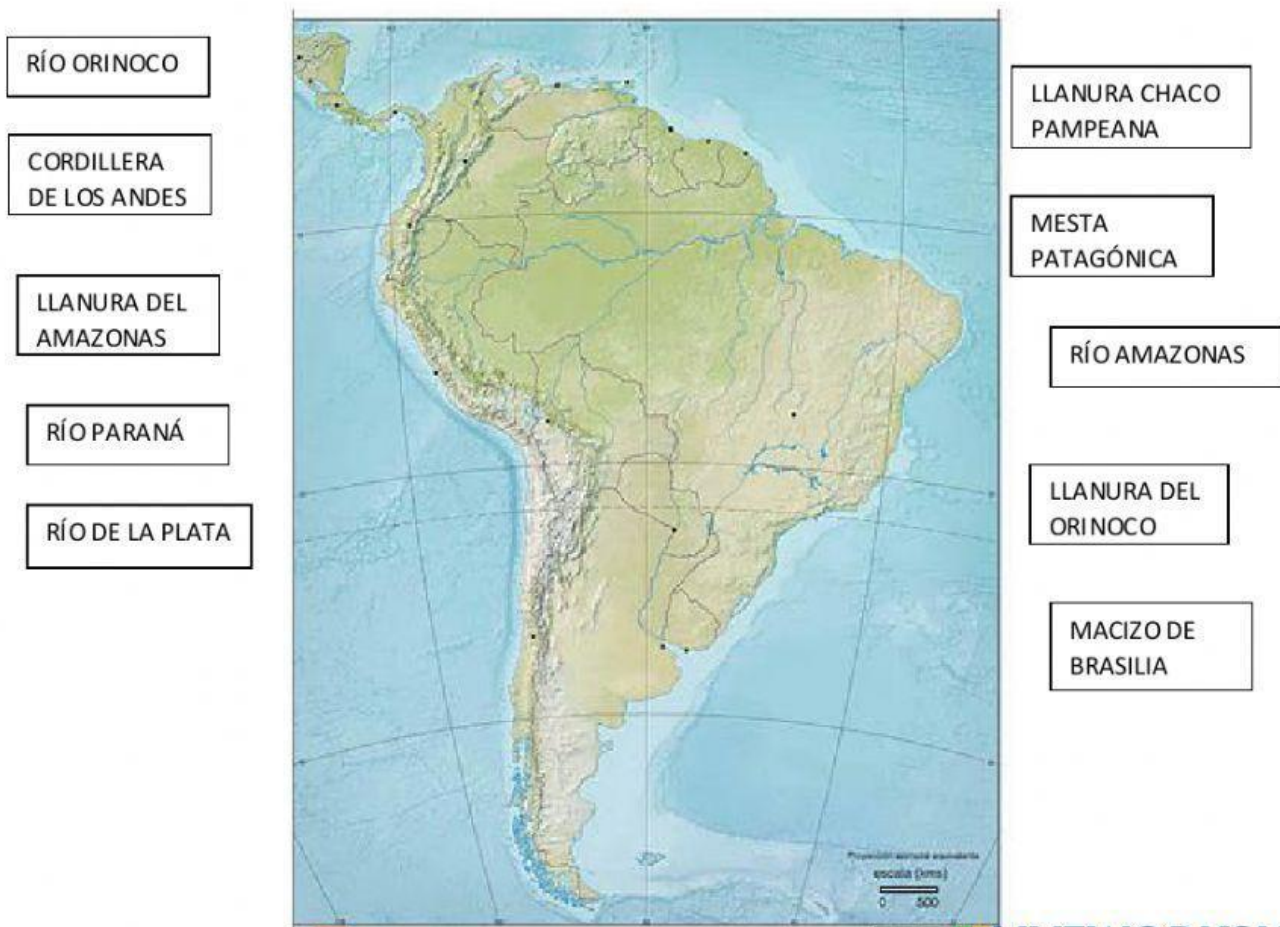 RÍO ORINOCO
CORDILLERA
DE LOS ANDES
LLANURA DEL
AMAZONAS
RÍO PARANÁ
RÍO DE LA PLATA
LLANURA CHACO
PAMPEANA
MESTA
PATAGÓNICA
RÍO AMAZONAS
LLANURA DEL
ORINOCO
MACIZO DE
BRASILIA
escala (kms)
0 500